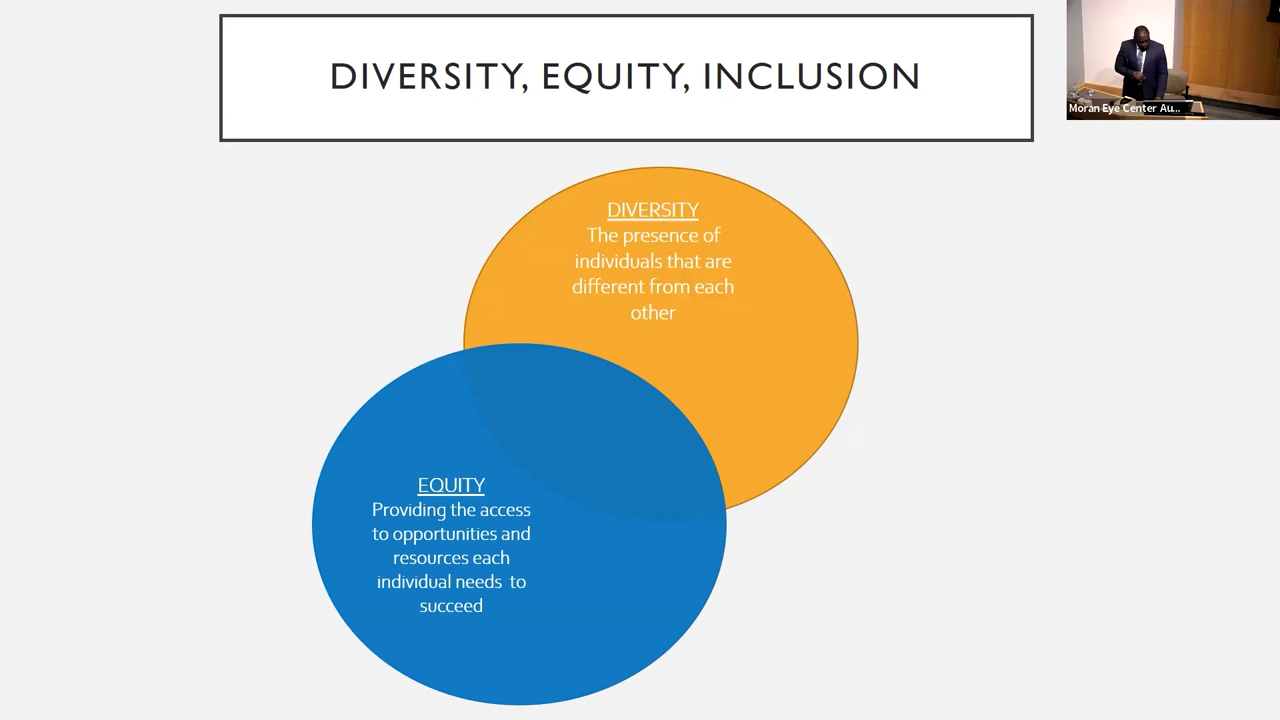 DIVERSITY, EQUITY, INCLUSION
Moran Eye Center Au...
DIVERSITY
The presence of
individuals that are
different from each
other
EQUITY
Providing the access
to opportunities and
resources each
individual needs  to
succeed